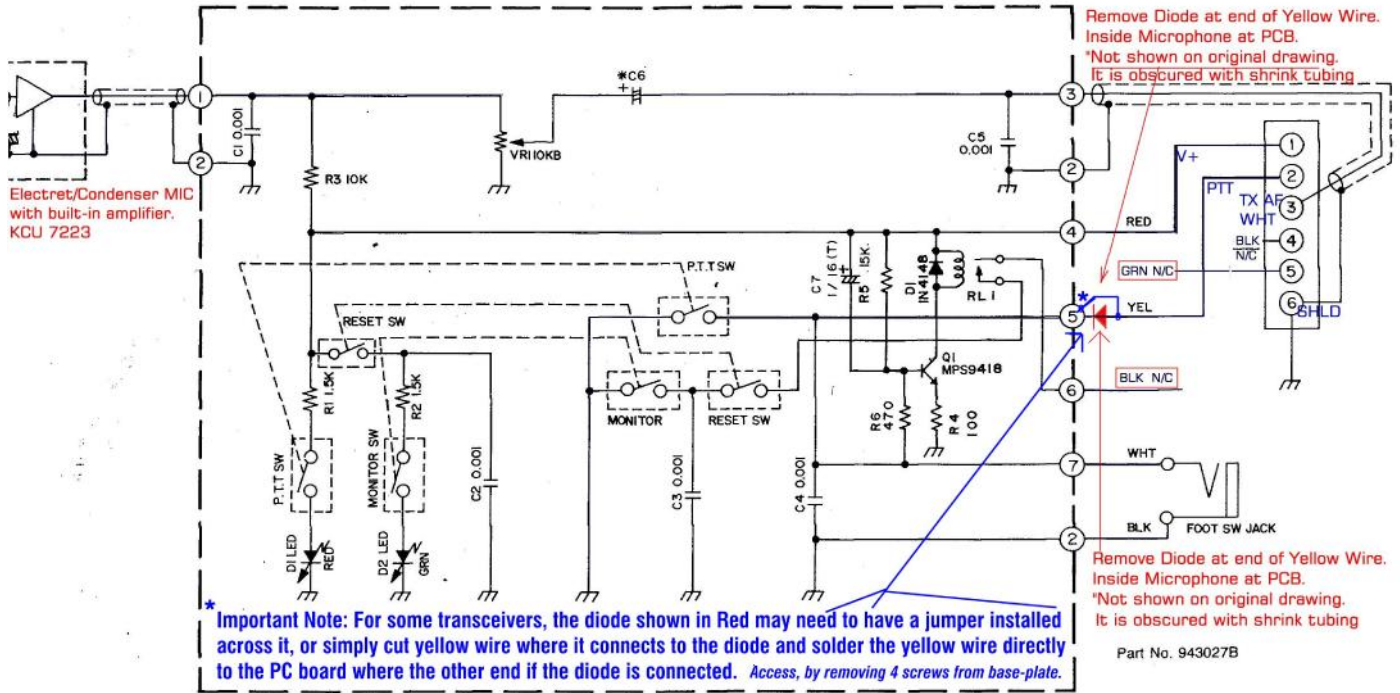 Remove Diode at end of Yellow Wire.
Inside Microphone at PCB.
*Not shown on original drawing.
It is obscured with shrink tubing
*C6
+
1
3
C1 0.001
VR110KB
C5
0.001
2
2
R3 10K
Electret/Condenser MIC
with built-in amplifier.
KCU 7223
V+
1
PTT
2
TX AF
WHT
3
BLK
N/C
4
GRN N/C
5
6
SHLD
4
RED
P.T.T SW
C7
1/16 (T)
+
R5 .15K.
D1
1N4148
RL 1
*
5
YEL
RESET SW
R1 1.5K
R2 1.5K
Q1
MPS9418
6
BLK N/C
MONITOR
RESET SW
R6
470
R4
100
P.T.T SW
MONITOR SW
C2 0.001
C3 0.001
C4 0.001
7
WHT
2
BLK
FOOT SW JACK
D1 LED
RED
D2 LED
GRN
Remove Diode at end of Yellow Wire.
Inside Microphone at PCB.
*Not shown on original drawing.
It is obscured with shrink tubing
* Important Note: For some transceivers, the diode shown in Red may need to have a jumper installed
across it, or simply cut yellow wire where it connects to the diode and solder the yellow wire directly
to the PC board where the other end if the diode is connected. Access, by removing 4 screws from base-plate.
Part No. 943027B